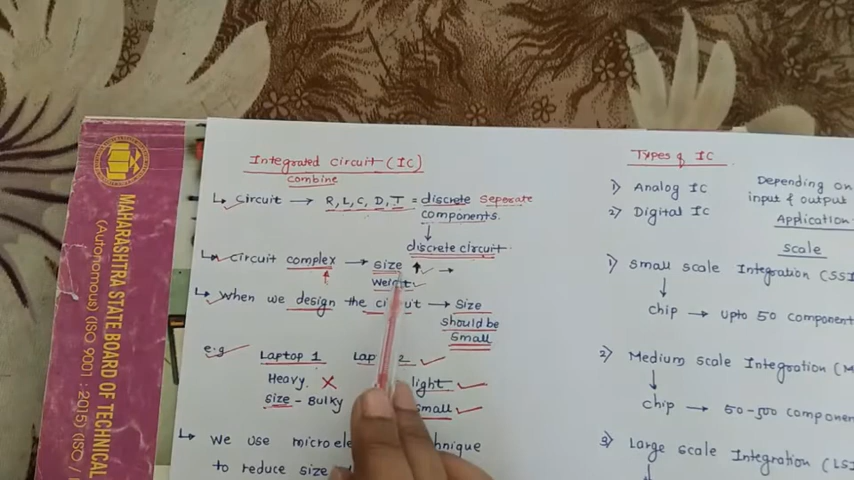 MAHARASHTRA STATE BOARD OF TECHNICAL
(Autonomous) (ISO 9001 : 2015) (ISO /
Integrated circuit (IC)
combine
Circuit → R, L, C, D, T = discrete Seperate
components.
discrete circuit.
Circuit complex → size ↑ →
weight
When we design the circuit → Size
should be
small
e.g Laptop 1 2
Heavy. X light
size - Bulky small
we use
to reduce size
Types of IC
1) Analog IC
2) Digital IC
Depending on
input & output
Application
Scale
1) Small scale Integration (SSI
chip → upto 50 component
2) Medium scale Integration (M
chip → 50-500 componen
3) Large scale Integration (LSI